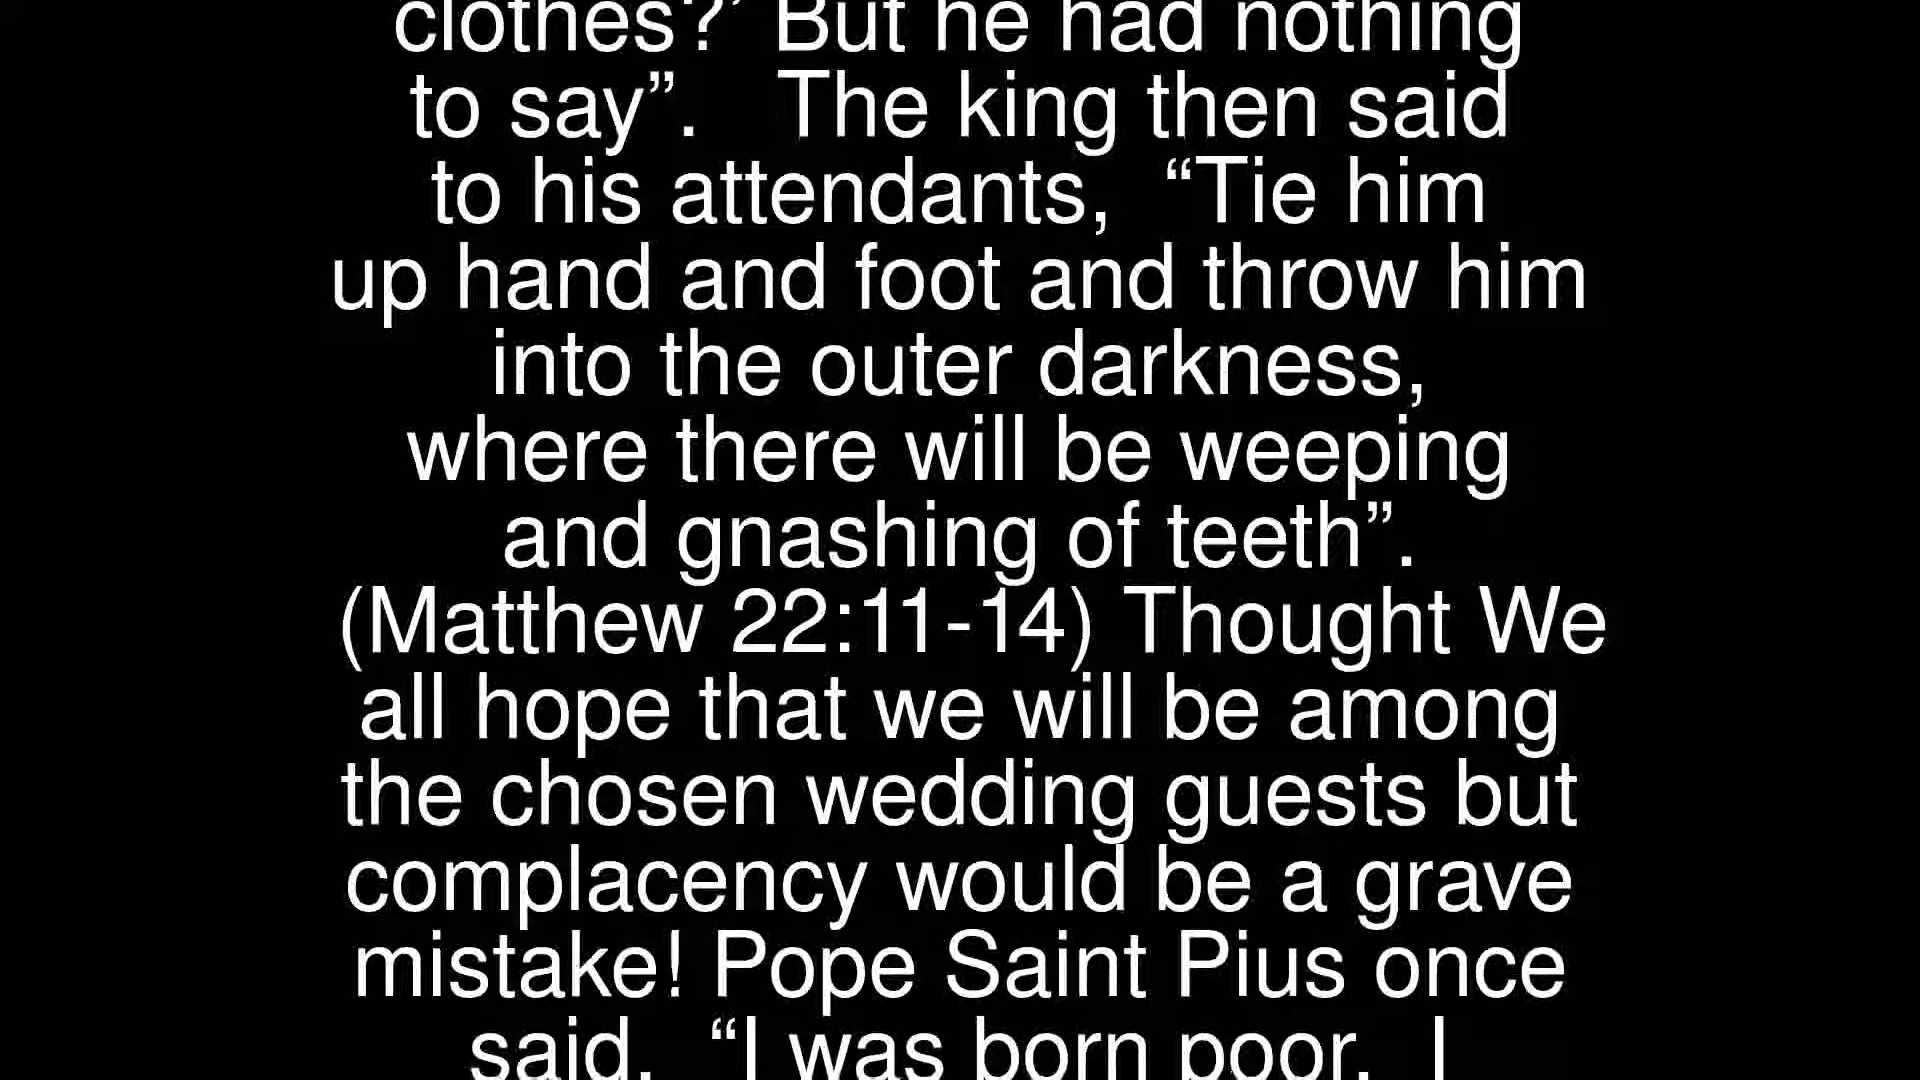 clothes?’ But he had nothing
to say”. The king then said
to his attendants, “Tie him
up hand and foot and throw him
into the outer darkness,
where there will be weeping
and gnashing of teeth”.
(Matthew 22:11-14) Thought We
all hope that we will be among
the chosen wedding guests but
complacency would be a grave
mistake! Pope Saint Pius once
said, “I was born poor, I